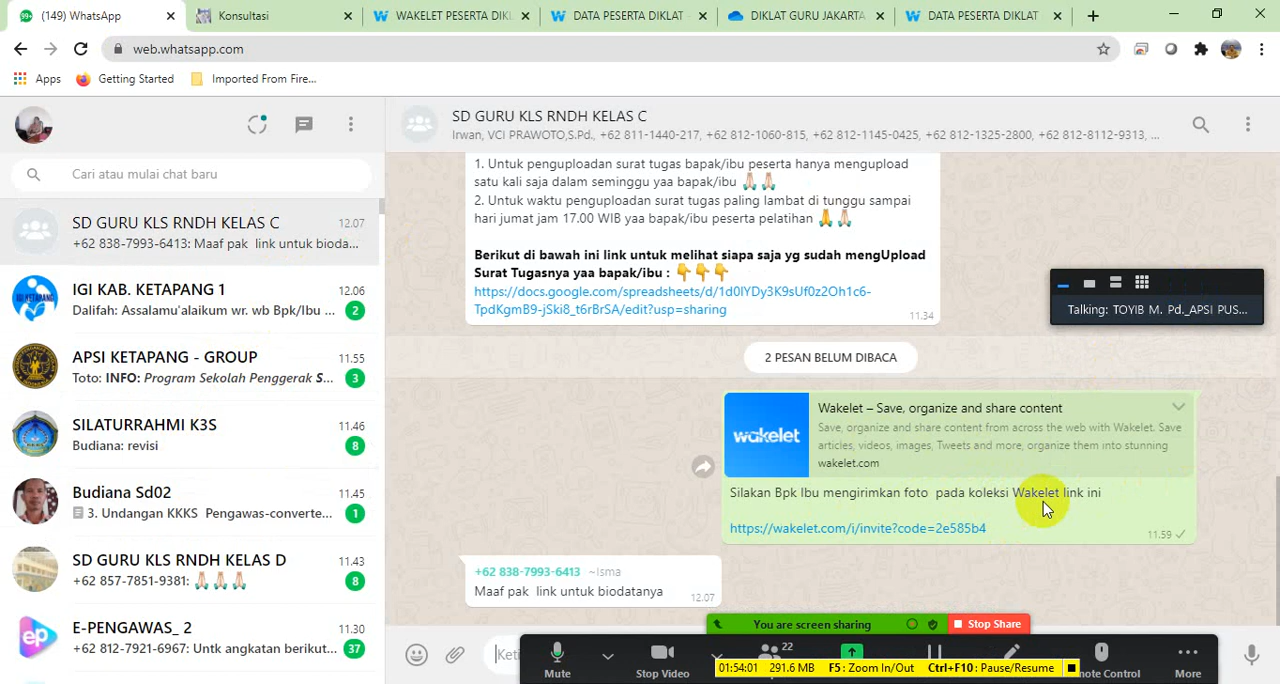 (149) WhatsApp
Konsultasi
WAKELET PESERTA DIKL
DATA PESERTA DIKLAT -
DIKLAT GURU JAKARTA
DATA PESERTA DIKLAT
web.whatsapp.com
Apps
Getting Started
Imported From Fire...
SD GURU KLS RNDH KELAS C
Irwan, VCI PRAWOTO,S.Pd., +62 811-1440-217, +62 812-1060-815, +62 812-1145-0425, +62 812-1325-2800, +62 812-8112-9313, ...
Cari atau mulai chat baru
SD GURU KLS RNDH KELAS C
12.07
+62 838-7993-6413: Maaf pak link untuk bioda...
IGI KAB. KETAPANG 1
12.06
Dalifah: Assalamu'alaikum wr. wb Bpk/Ibu ...
2
APSI KETAPANG - GROUP
11.55
Toto: INFO: Program Sekolah Penggerak S...
3
SILATURRAHMI K3S
11.46
Budiana: revisi
8
Budiana Sd02
11.45
3. Undangan KKKS Pengawas-converte...
1
SD GURU KLS RNDH KELAS D
11.43
+62 857-7851-9381: 🙏🏻🙏🏻🙏🏻
8
E-PENGAWAS_ 2
11.30
+62 812-7921-6967: Untk angkatan berikut...
37
1. Untuk penguploadan surat tugas bapak/ibu peserta hanya mengupload
satu kali saja dalam seminggu yaa bapak/ibu 🙏🏻🙏🏻
2. Untuk waktu penguploadan surat tugas paling lambat di tunggu sampai
hari jumat jam 17.00 WIB yaa bapak/ibu peserta pelatihan 🙏🙏🏻
Berikut di bawah ini link untuk melihat siapa saja yg sudah mengUpload
Surat Tugasnya yaa bapak/ibu : 👇👇👇
https://docs.google.com/spreadsheets/d/1d0lYDy3K9sUf0z2Oh1c6-
TpdKgmB9-jSki8_t6rBrSA/edit?usp=sharing
11.34
2 PESAN BELUM DIBACA
wakelet
Wakelet – Save, organize and share content
Save, organize and share content from across the web with Wakelet. Save
articles, videos, images, Tweets and more, organize them into stunning
wakelet.com
Silakan Bpk Ibu mengirimkan foto pada koleksi Wakelet link ini
https://wakelet.com/i/invite?code=2e585b4
11.59
+62 838-7993-6413 ~Isma
Maaf pak link untuk biodatanya
12.07
Talking: TOYIB M. Pd._APSI PUS...
You are screen sharing
Stop Share
Keti
Mute
Stop Video
22
01:54:01 291.6 MB F5: Zoom In/Out Ctrl+F10: Pause/Resume
mote Control
More